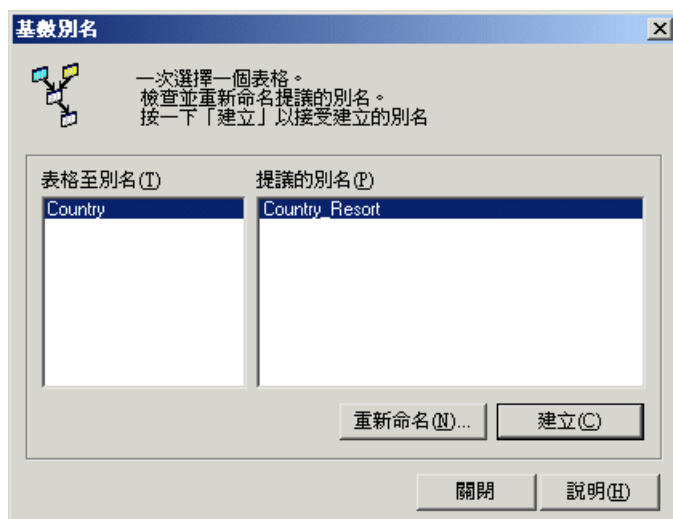 基數別名
一次選擇一個表格。
檢查並重新命名提議的別名。
按一下「建立」以接受建立的別名
表格至別名(T) 提議的別名(P)
Country Country_Resort
重新命名(N)... 建立(C)
關閉 說明(H)